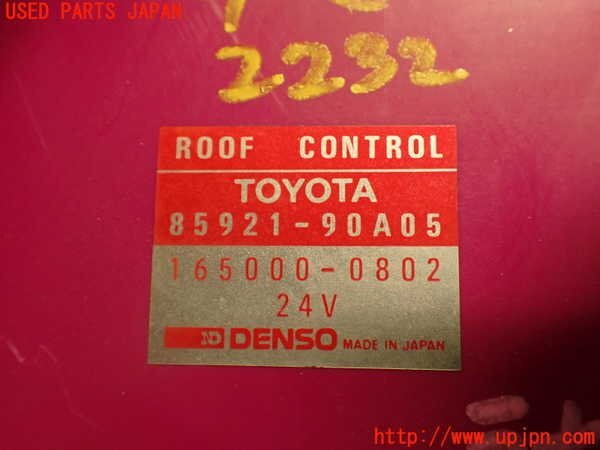 USED PARTS JAPAN
2232
ROOF CONTROL
TOYOTA
85921-90A05
165000-0802
24V
ND DENSO MADE IN JAPAN
http://www.upjpn.com/